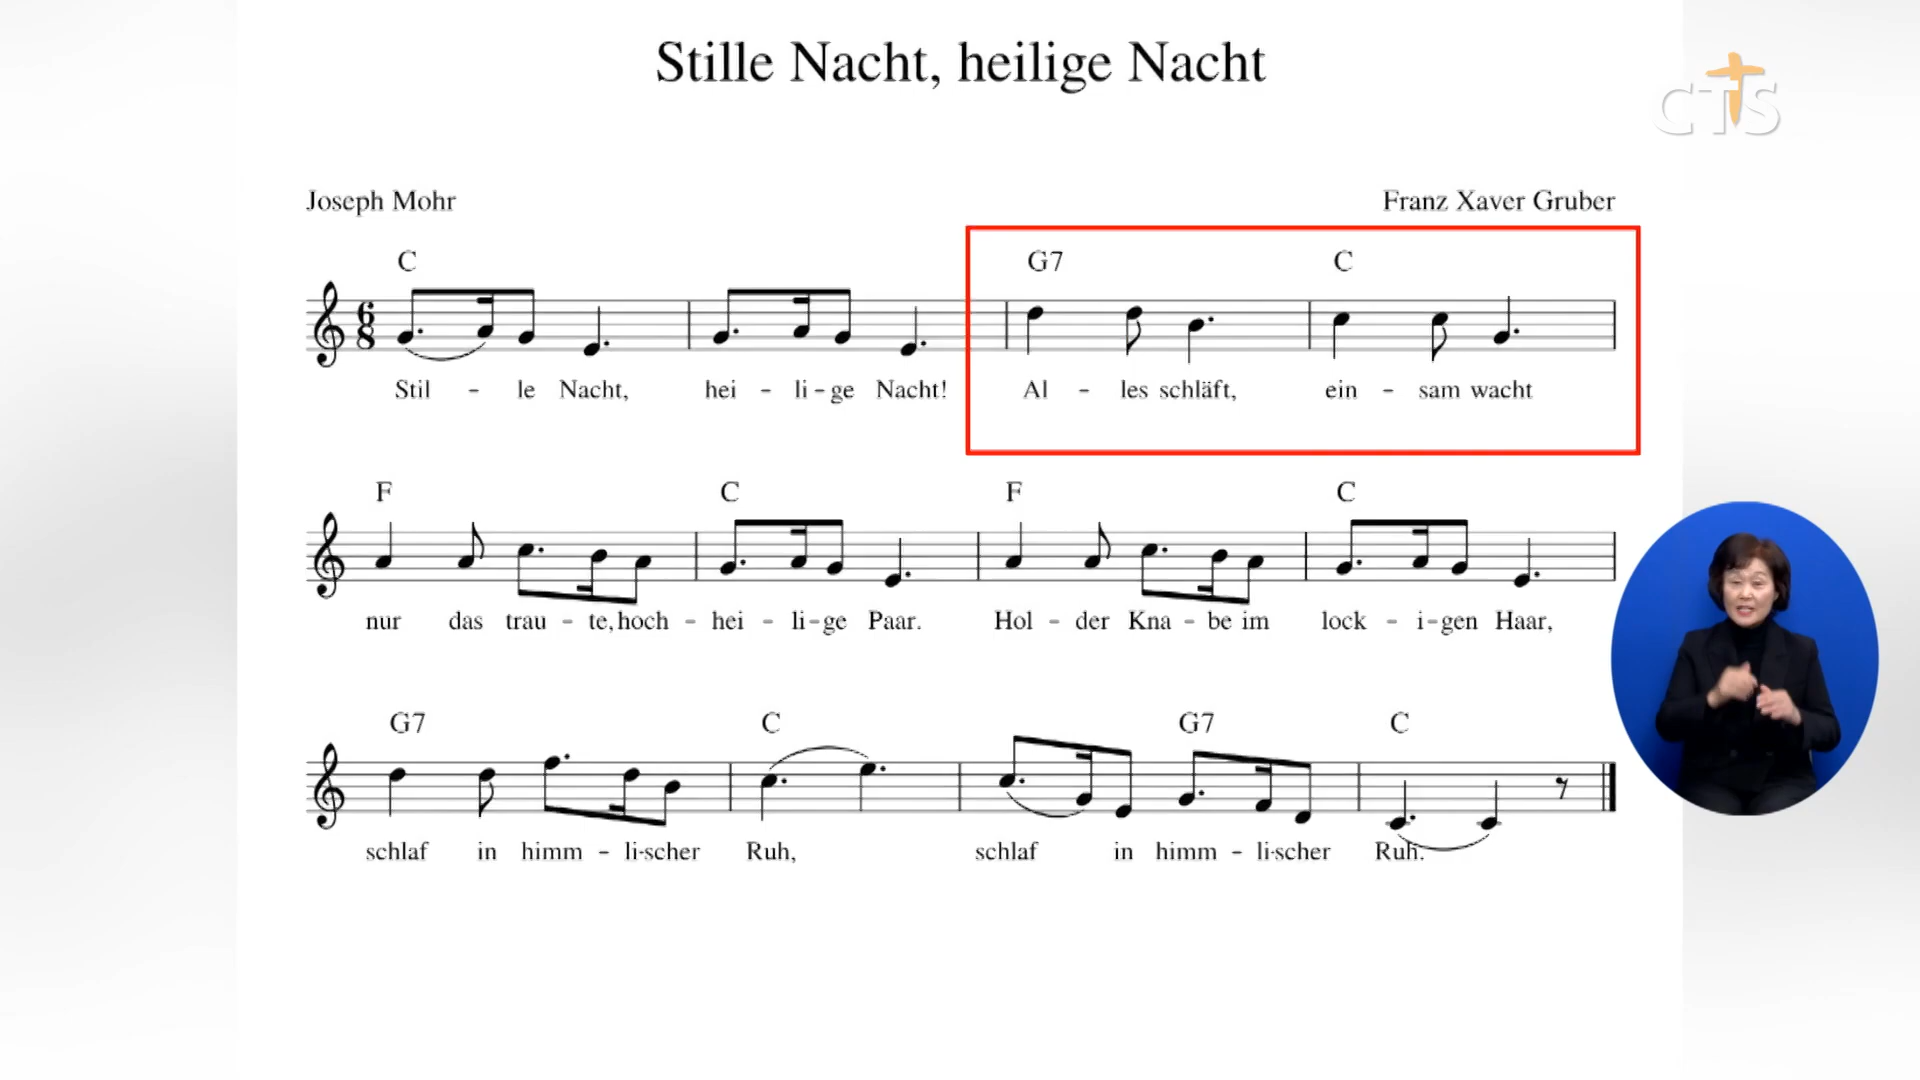 Stille Nacht, heilige Nacht
CTS
Joseph Mohr
Franz Xaver Gruber
C G7 C
6
8
Stil - le Nacht, hei - li - ge Nacht! Al - les schläft, ein - sam wacht
F C F C
nur das trau - te, hoch - hei - li - ge Paar. Hol - der Kna - be im lock - i - gen Haar,
G7 C G7 C
schlaf in himm - li-scher Ruh, schlaf in himm - li-scher Ruh.